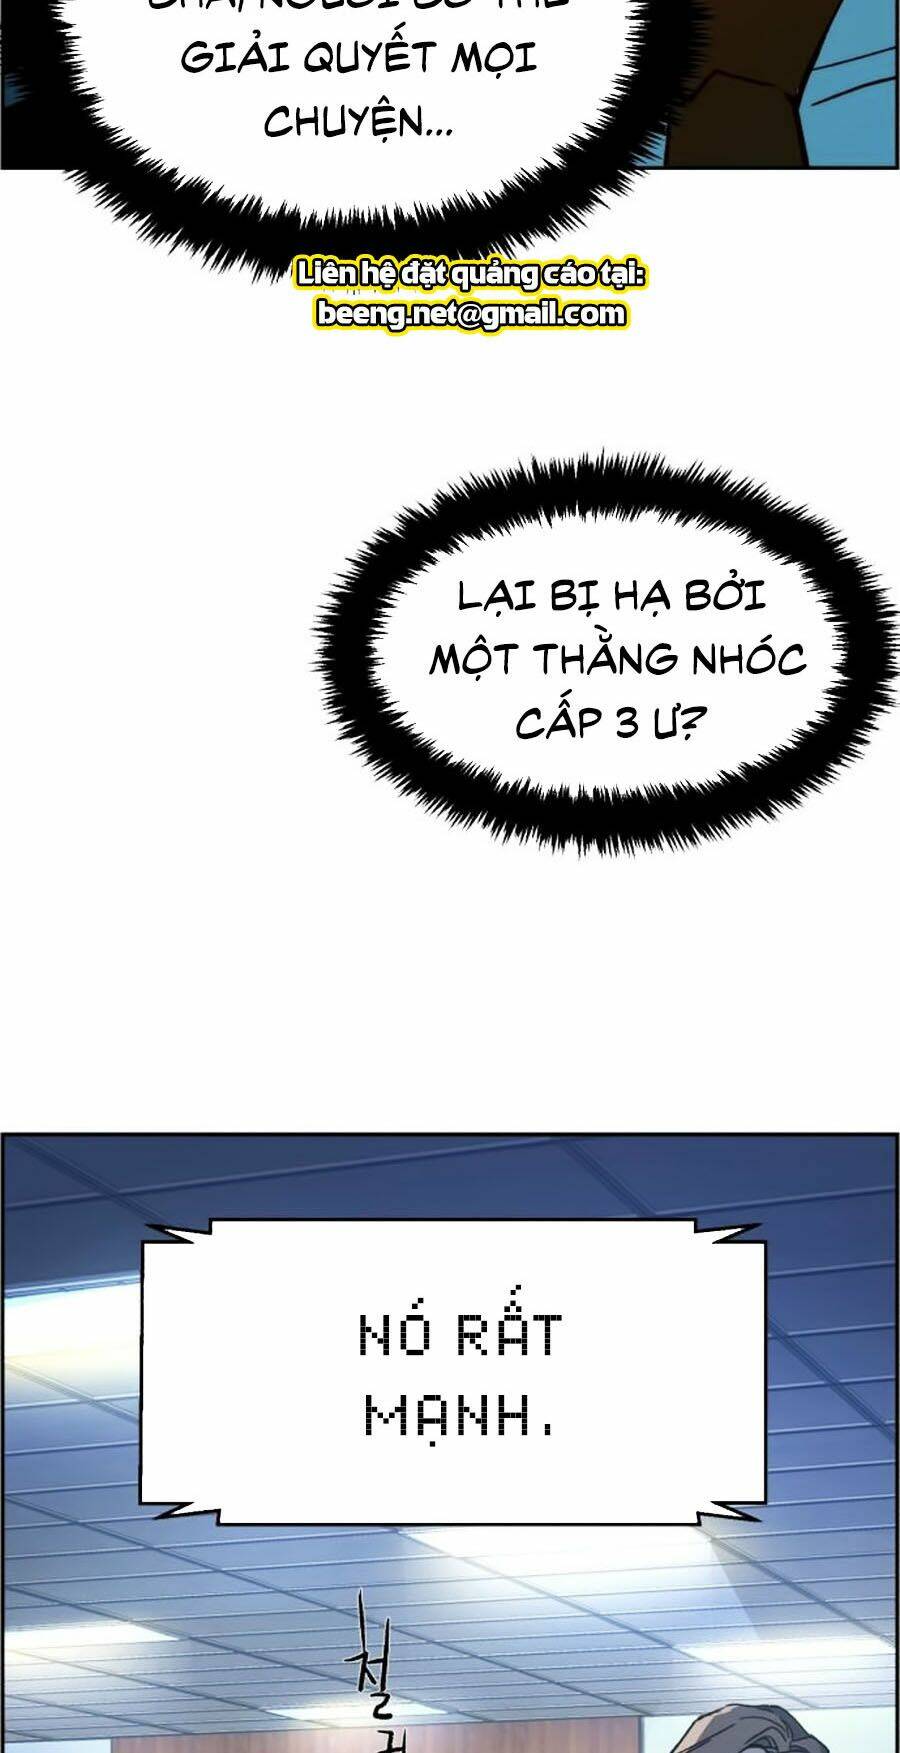 GIẢI QUYẾT MỌI
CHUYỆN...
Liên hệ đặt quảng cáo tại:
beeng.net@gmail.com
LẠI BỊ HẠ BỞI
MỘT THẰNG NHÓC
CẤP 3 Ư?
NÓ RẤT
MẠNH.
철